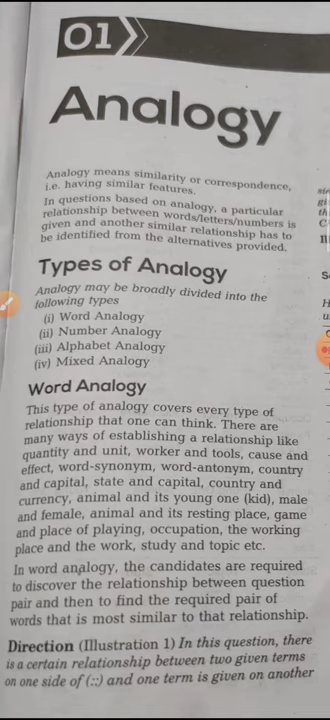 01
Analogy
Analogy means similarity or correspondence,
i.e. having similar features.
In questions based on analogy, a particular
relationship between words/letters/numbers is
given and another similar relationship has to
be identified from the alternatives provided.
Types of Analogy
Analogy may be broadly divided into the
following types
(i) Word Analogy
(ii) Number Analogy
(iii) Alphabet Analogy
(iv) Mixed Analogy
Word Analogy
This type of analogy covers every type of
relationship that one can think. There are
many ways of establishing a relationship like
quantity and unit, worker and tools, cause and
effect, word-synonym, word-antonym, country
and capital, state and capital, country and
currency, animal and its young one (kid), male
and female, animal and its resting place, game
and place of playing, occupation, the working
place and the work, study and topic etc.
In word analogy, the candidates are required
to discover the relationship between question
pair and then to find the required pair of
words that is most similar to that relationship.
Direction (Illustration 1) In this question, there
is a certain relationship between two given terms
on one side of (::) and one term is given on another